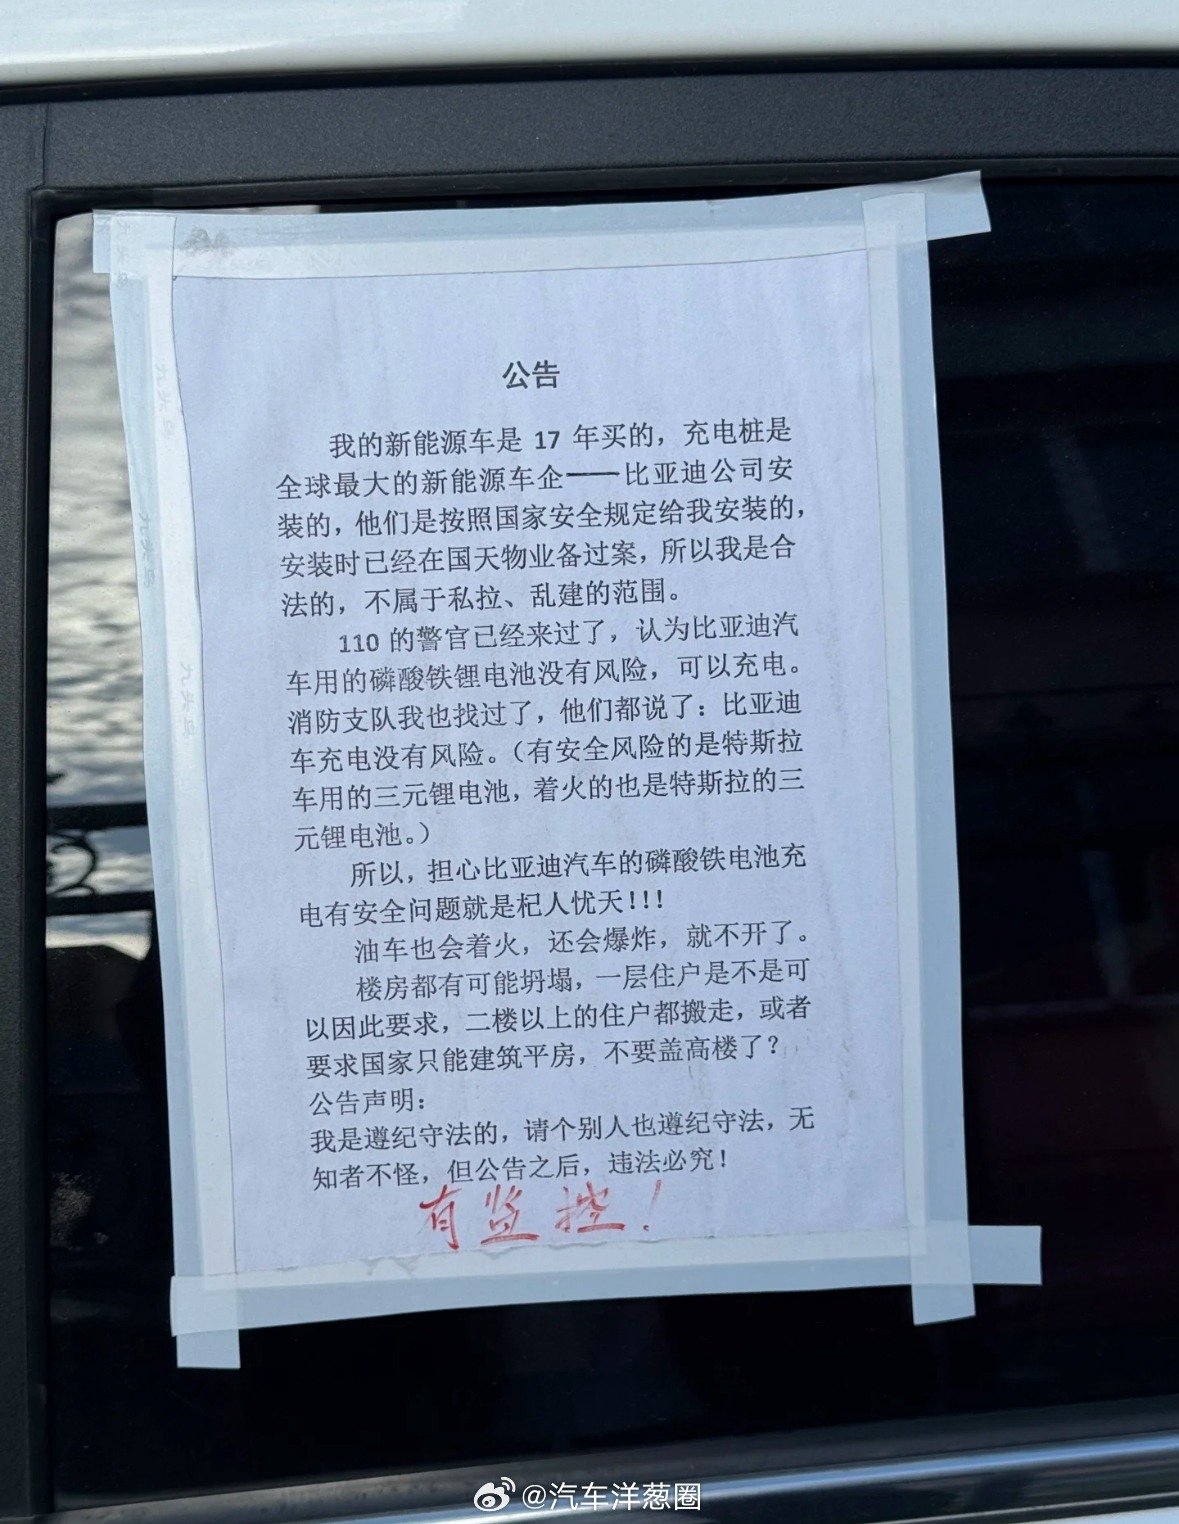 公告
我的新能源车是 17 年买的，充电桩是
全球最大的新能源车企——比亚迪公司安
装的，他们是按照国家安全规定给我安装的，
安装时已经在国天物业备过案，所以我是合
法的，不属于私拉、乱建的范围。
110 的警官已经来过了，认为比亚迪汽
车用的磷酸铁锂电池没有风险，可以充电。
消防支队我也找过了，他们都说了：比亚迪
车充电没有风险。（有安全风险的是特斯拉
车用的三元锂电池，着火的也是特斯拉的三
元锂电池。）
所以，担心比亚迪汽车的磷酸铁电池充
电有安全问题就是杞人忧天!!!
油车也会着火，还会爆炸，就不开了。
楼房都有可能坍塌，一层住户是不是可
以因此要求，二楼以上的住户都搬走，或者
要求国家只能建筑平房，不要盖高楼了？
公告声明：
我是遵纪守法的，请个别人也遵纪守法，无
知者不怪，但公告之后，违法必究！
有监控！
九头鸟
九头鸟
九头鸟
@汽车洋葱圈